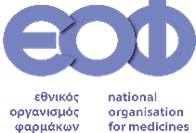 ΕΟΦ
εθνικός
οργανισμός
φαρμάκων
national
organisation
for medicines